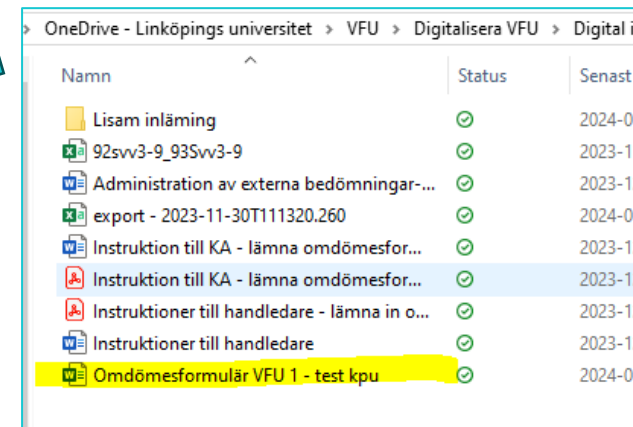 OneDrive - Linköpings universitet > VFU > Digitalisera VFU > Digital i
Namn Status Senast
Lisam inläming 2024-0
92svv3-9_93Svv3-9 2023-1
Administration av externa bedömningar-... 2023-1
export - 2023-11-30T111320.260 2024-0
Instruktion till KA - lämna omdömesfor... 2023-1
Instruktion till KA - lämna omdömesfor... 2023-1
Instruktioner till handledare - lämna in o... 2023-1
Instruktioner till handledare 2023-1
Omdömesformulär VFU 1 - test kpu 2024-0